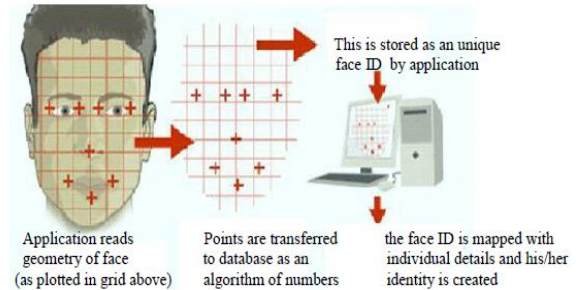 This is stored as an unique
face ID by application
Application reads
geometry of face
(as plotted in grid above)
Points are transferred
to database as an
algorithm of numbers
the face ID is mapped with
individual details and his/her
identity is created